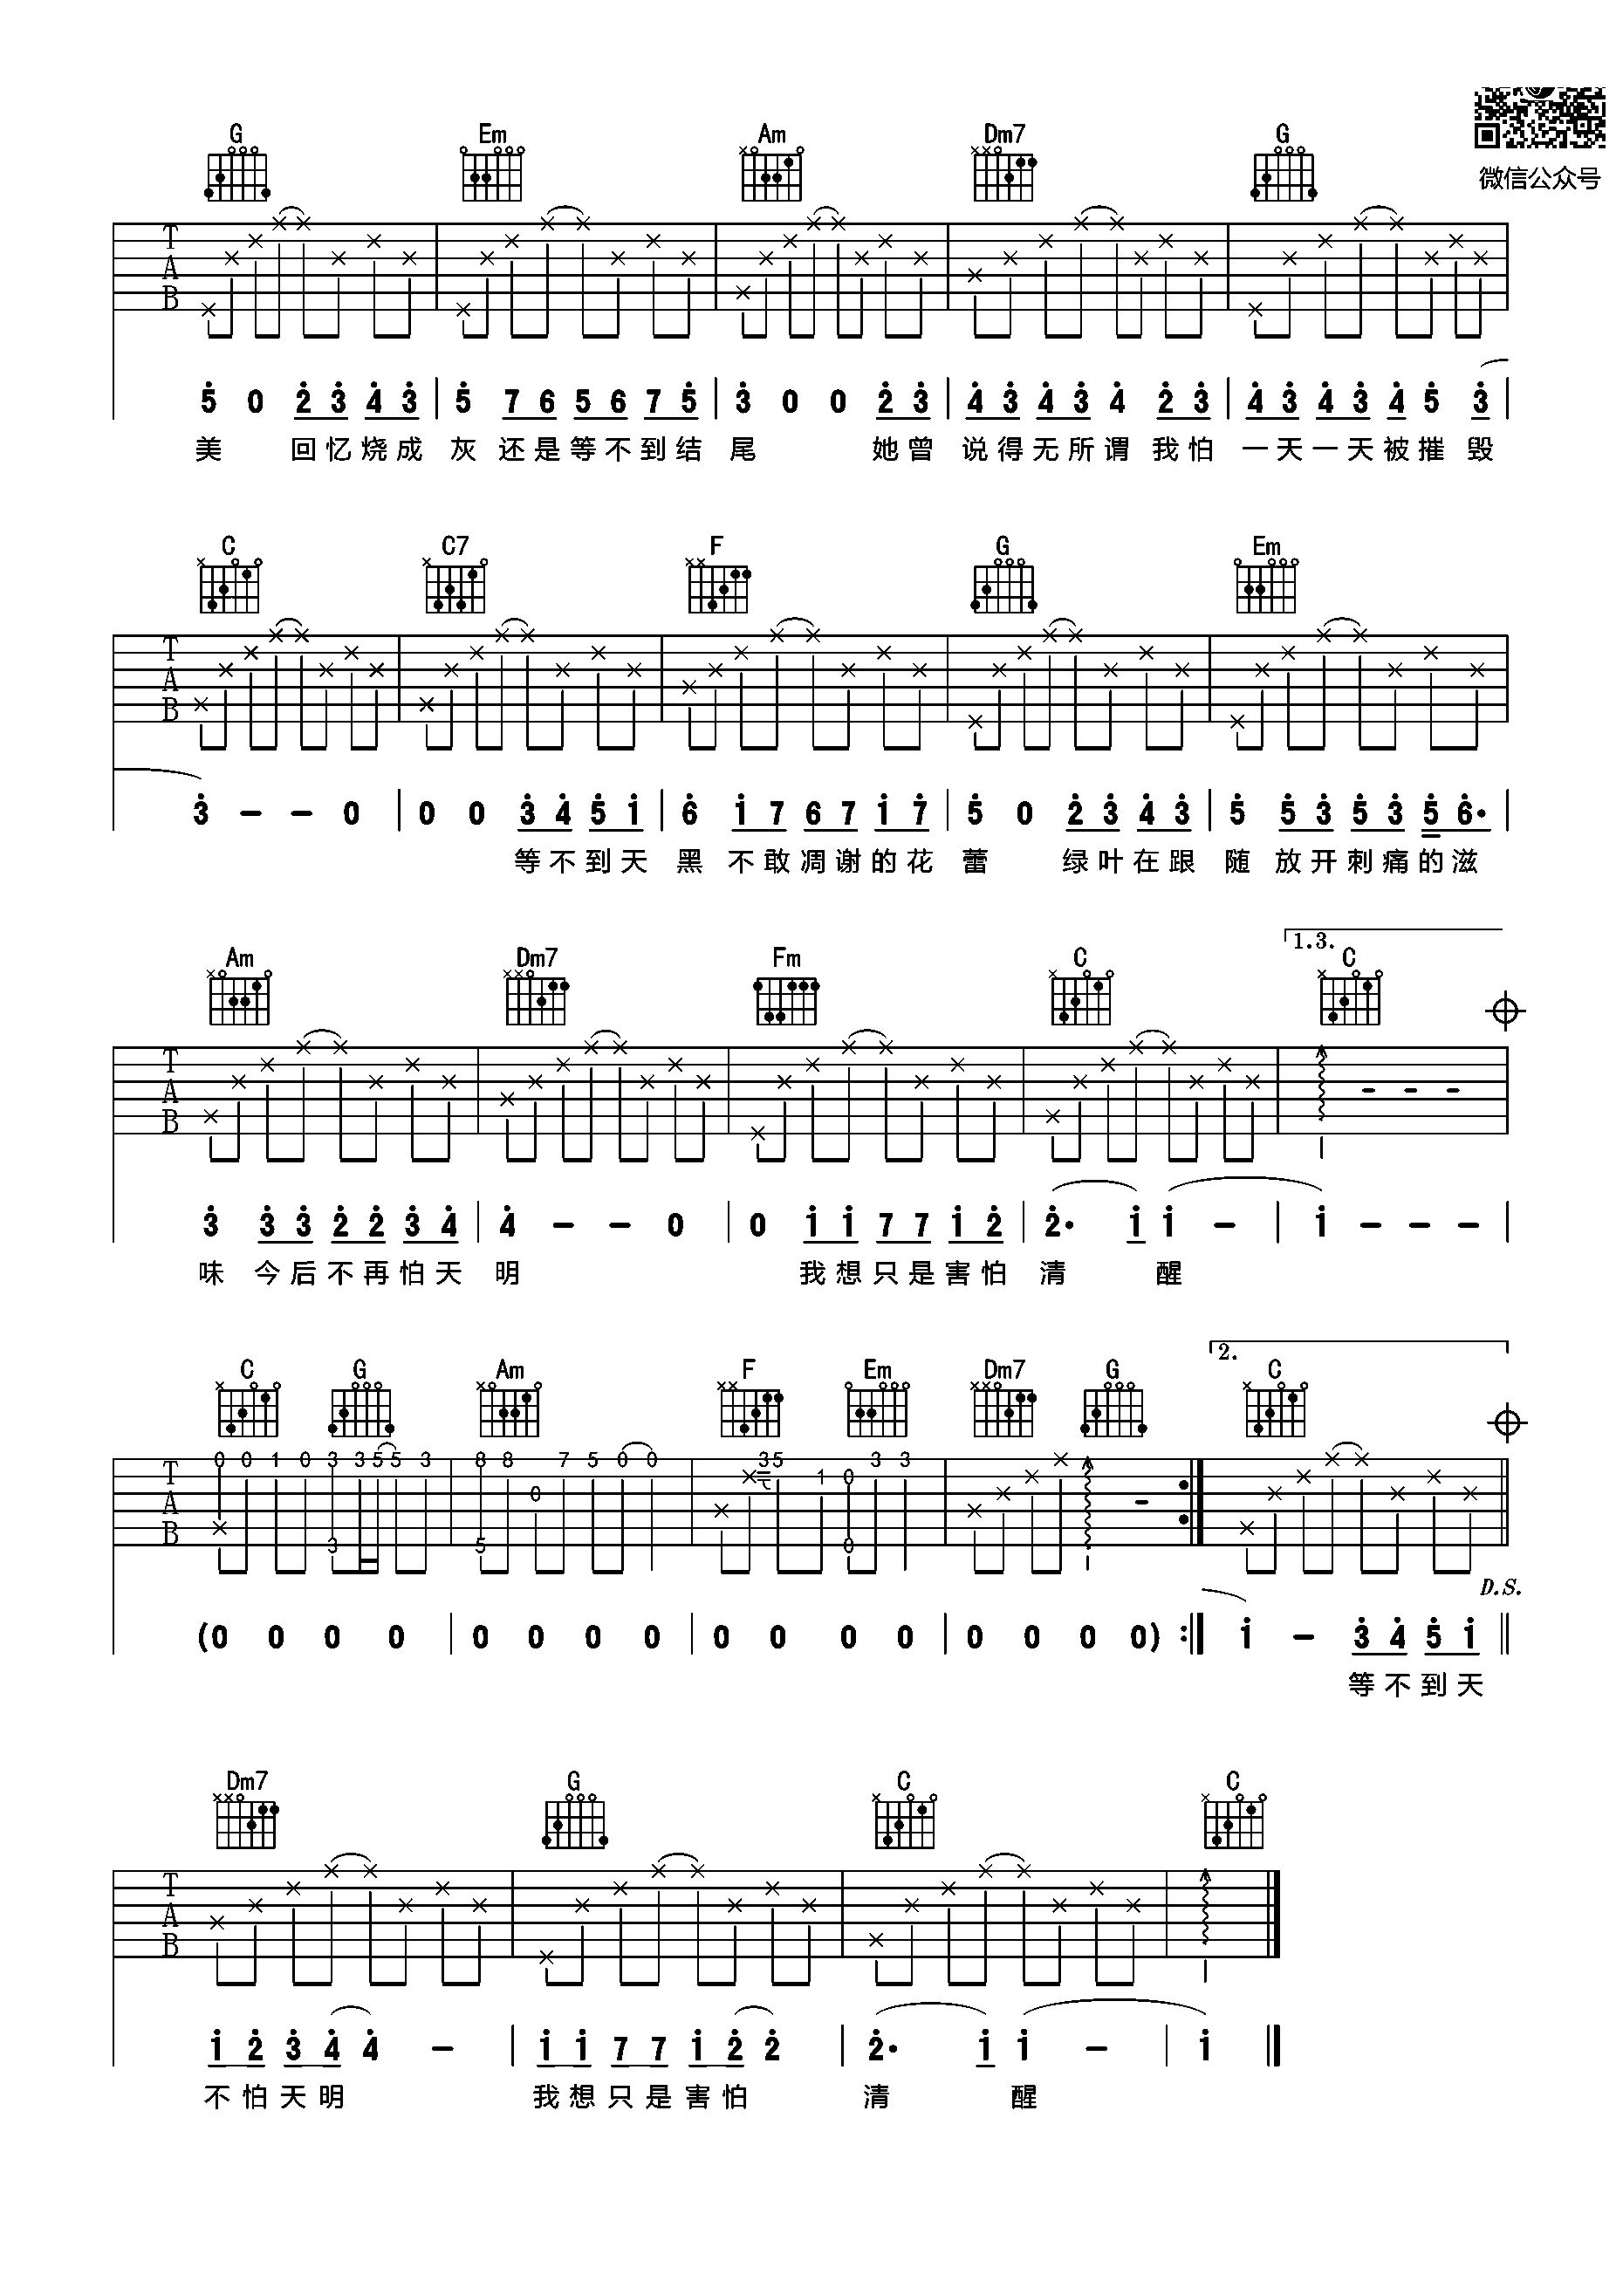 微信公众号
G Em Am Dm7 G
T
A
B
5 0 2 3 4 3 | 5 7 6 5 6 7 5 | 3 0 0 2 3 | 4 3 4 3 4 2 3 | 4 3 4 3 4 5 3 |
美 回忆烧成 灰 还是等不到结 尾 她曾 说得无所谓 我怕 一天一天被摧 毁
C C7 F G Em
T
A
B
3 - - 0 | 0 0 3 4 5 1 | 6 1 7 6 7 1 7 | 5 0 2 3 4 3 | 5 5 3 5 3 5 6· |
等不到天 黑 不敢凋谢的花 蕾 绿叶在跟 随 放开刺痛的滋
1.3.
Am Dm7 Fm C C
T
A
B
3 3 3 2 2 3 4 | 4 - - 0 | 0 1 1 7 7 1 2 | 2· 1 1 - | 1 - - - |
味 今后不再怕天 明 我想只是害怕 清 醒
2.
C G Am F Em Dm7 G C
0 0 1 0 3 3 5 5 3 8 8 7 5 0 0 3 5 1 0 3 3
0
3 5 0
T
A
B
D.S.
(0 0 0 0 | 0 0 0 0 | 0 0 0 0 | 0 0 0 0) :| 1 - 3 4 5 1 ||
等不到天
Dm7 G C C
T
A
B
1 2 3 4 4 - | 1 1 7 7 1 2 2 | 2· 1 1 - | 1 ||
不怕天明 我想只是害怕 清 醒